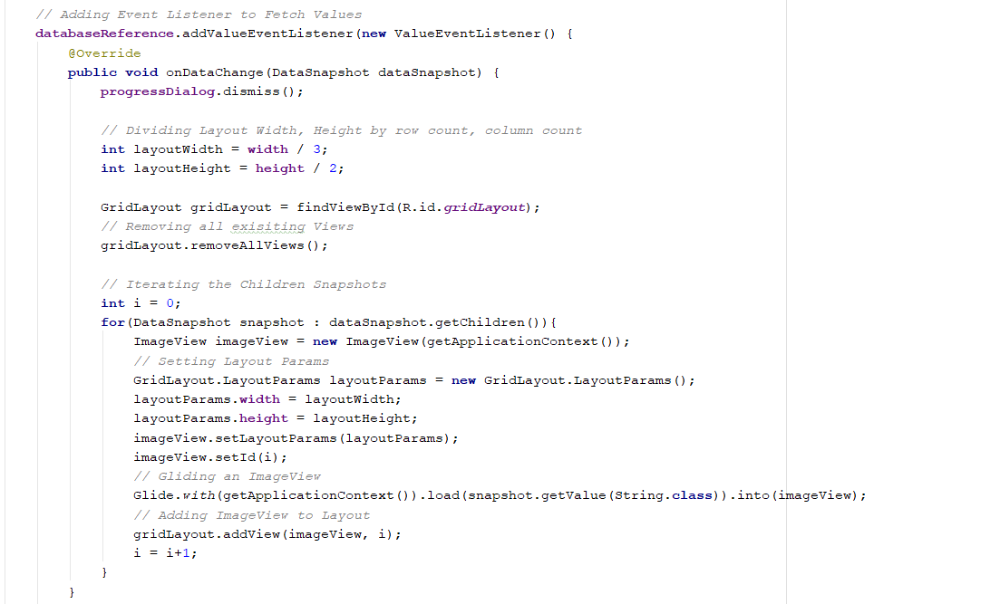 // Adding Event Listener to Fetch Values
databaseReference.addValueEventListener(new ValueEventListener() {
@Override
public void onDataChange(DataSnapshot dataSnapshot) {
progressDialog.dismiss();
// Dividing Layout Width, Height by row count, column count
int layoutWidth = width / 3;
int layoutHeight = height / 2;
GridLayout gridLayout = findViewById(R.id.gridLayout);
// Removing all exisiting Views
gridLayout.removeAllViews();
// Iterating the Children Snapshots
int i = 0;
for(DataSnapshot snapshot : dataSnapshot.getChildren()){
ImageView imageView = new ImageView(getApplicationContext());
// Setting Layout Params
GridLayout.LayoutParams layoutParams = new GridLayout.LayoutParams();
layoutParams.width = layoutWidth;
layoutParams.height = layoutHeight;
imageView.setLayoutParams(layoutParams);
imageView.setId(i);
// Gliding an ImageView
Glide.with(getApplicationContext()).load(snapshot.getValue(String.class)).into(imageView);
// Adding ImageView to Layout
gridLayout.addView(imageView, i);
i = i+1;
}
}